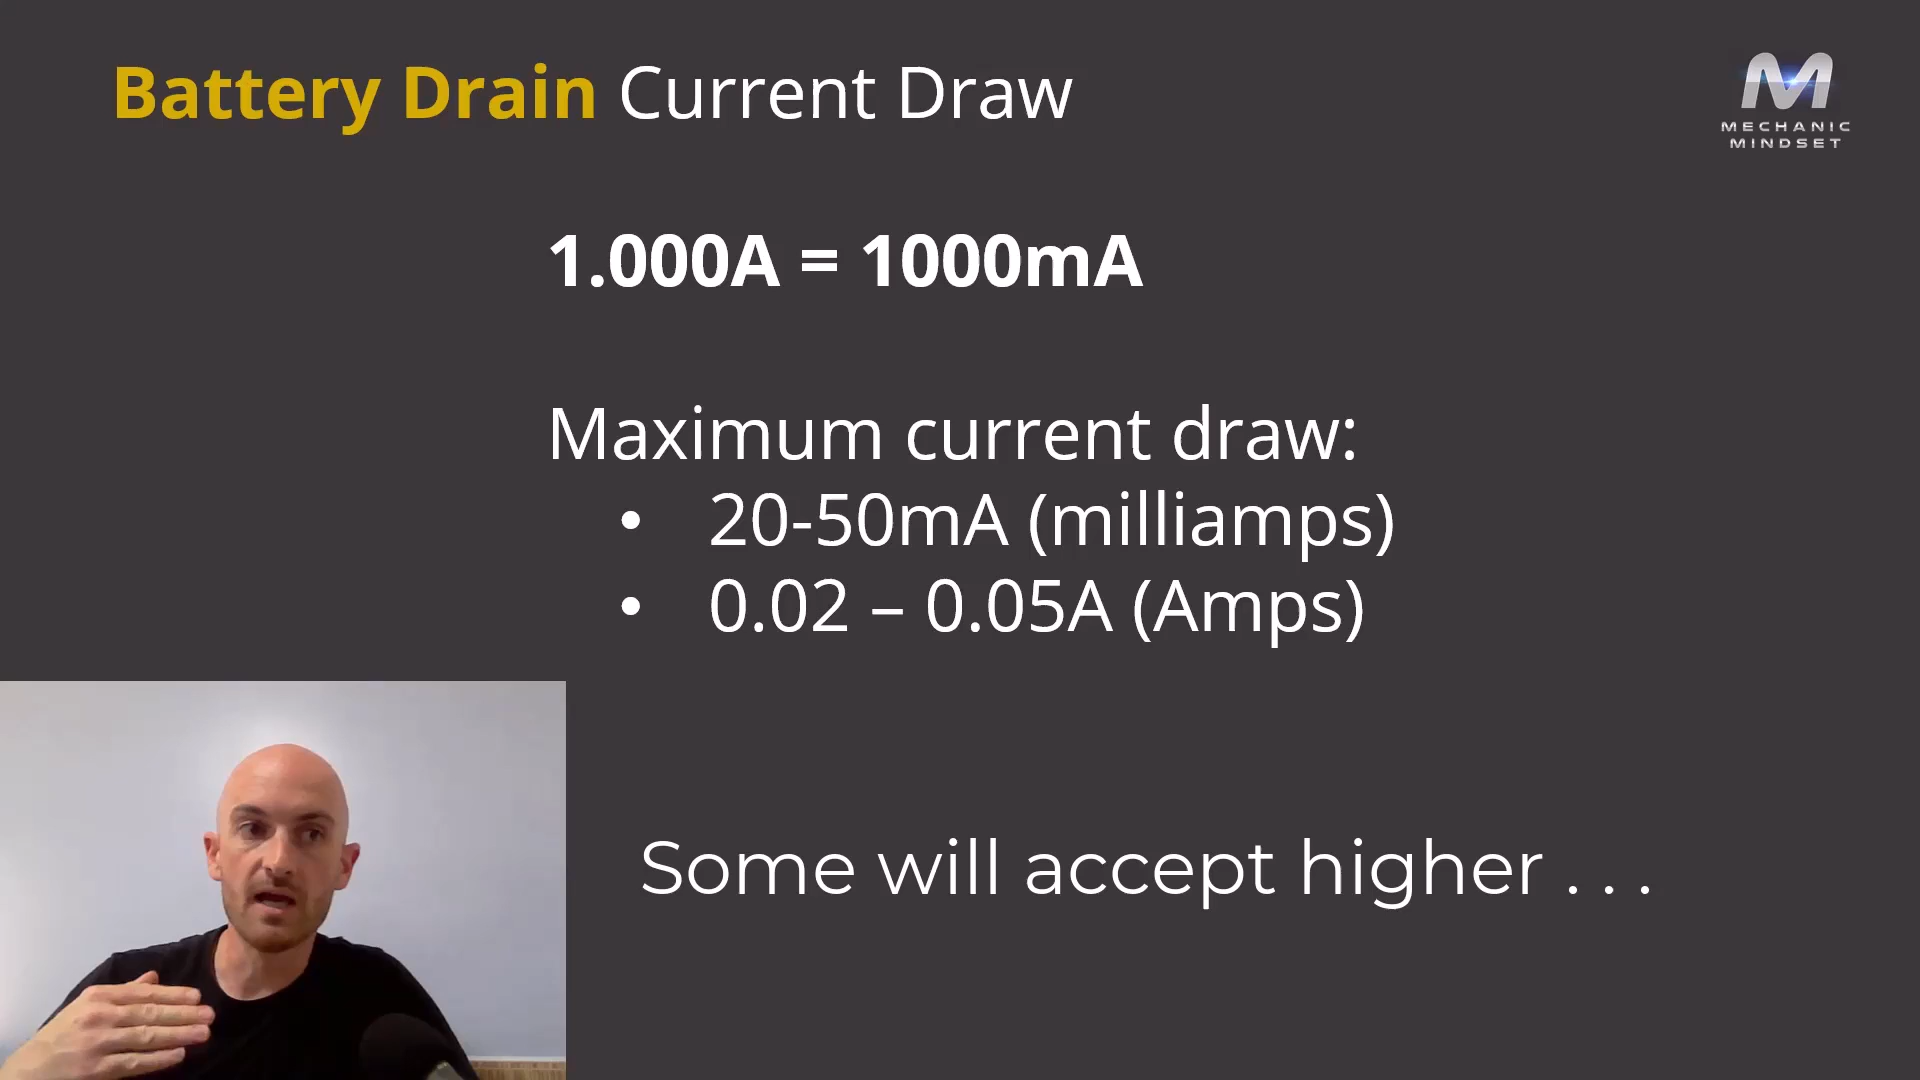 Battery Drain Current Draw
MECHANIC
MINDSET
1.000A = 1000mA
Maximum current draw:
• 20-50mA (milliamps)
• 0.02 – 0.05A (Amps)
Some will accept higher . . .